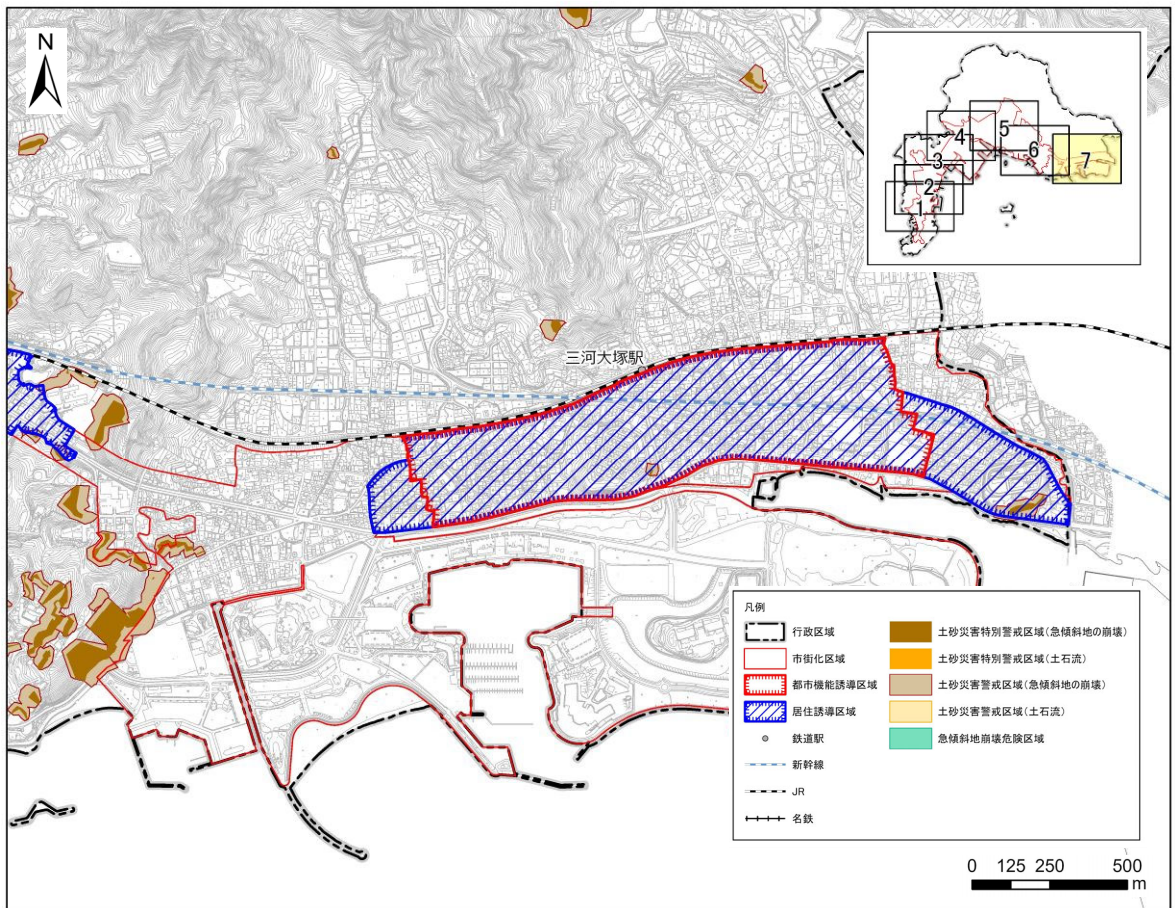 N
1
2
3
4
5
6
7
三河大塚駅
凡例
行政区域
市街化区域
都市機能誘導区域
居住誘導区域
鉄道駅
新幹線
JR
名鉄
土砂災害特別警戒区域(急傾斜地の崩壊)
土砂災害特別警戒区域(土石流)
土砂災害警戒区域(急傾斜地の崩壊)
土砂災害警戒区域(土石流)
急傾斜地崩壊危険区域
0 125 250 500
m